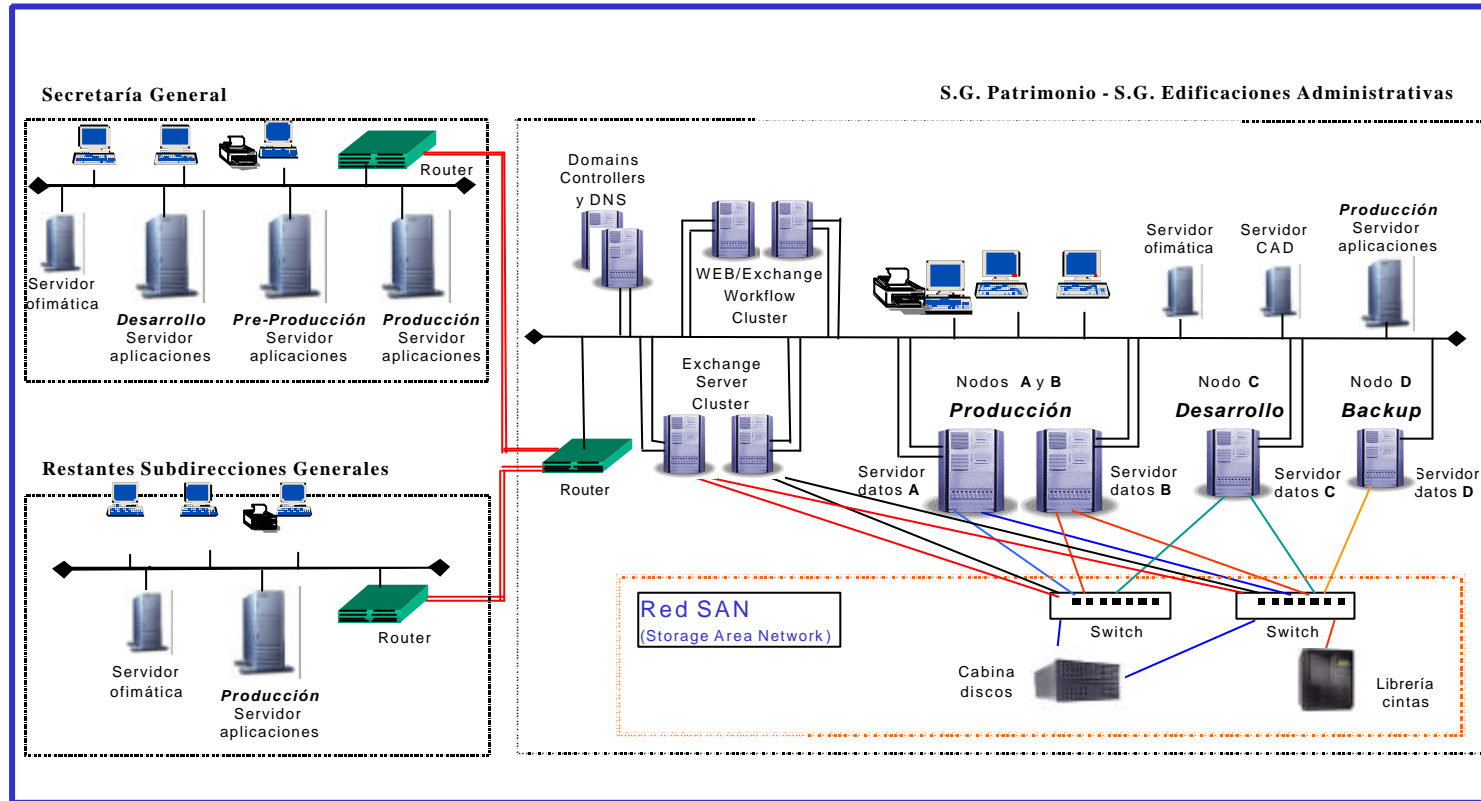 Secretaría General
S.G. Patrimonio - S.G. Edificaciones Administrativas
Router
Servidor
ofimática
Desarrollo
Servidor
aplicaciones
Pre-Producción
Servidor
aplicaciones
Producción
Servidor
aplicaciones
Domains
Controllers
y DNS
WEB/Exchange
Workflow
Cluster
Servidor
ofimática
Servidor
CAD
Producción
Servidor
aplicaciones
Exchange
Server
Cluster
Nodos A y B
Producción
Nodo C
Desarrollo
Nodo D
Backup
Router
Servidor
datos A
Servidor
datos B
Servidor
datos C
Servidor
datos D
Restantes Subdirecciones Generales
Router
Servidor
ofimática
Producción
Servidor
aplicaciones
Red SAN
(Storage Area Network)
Switch
Switch
Cabina
discos
Librería
cintas